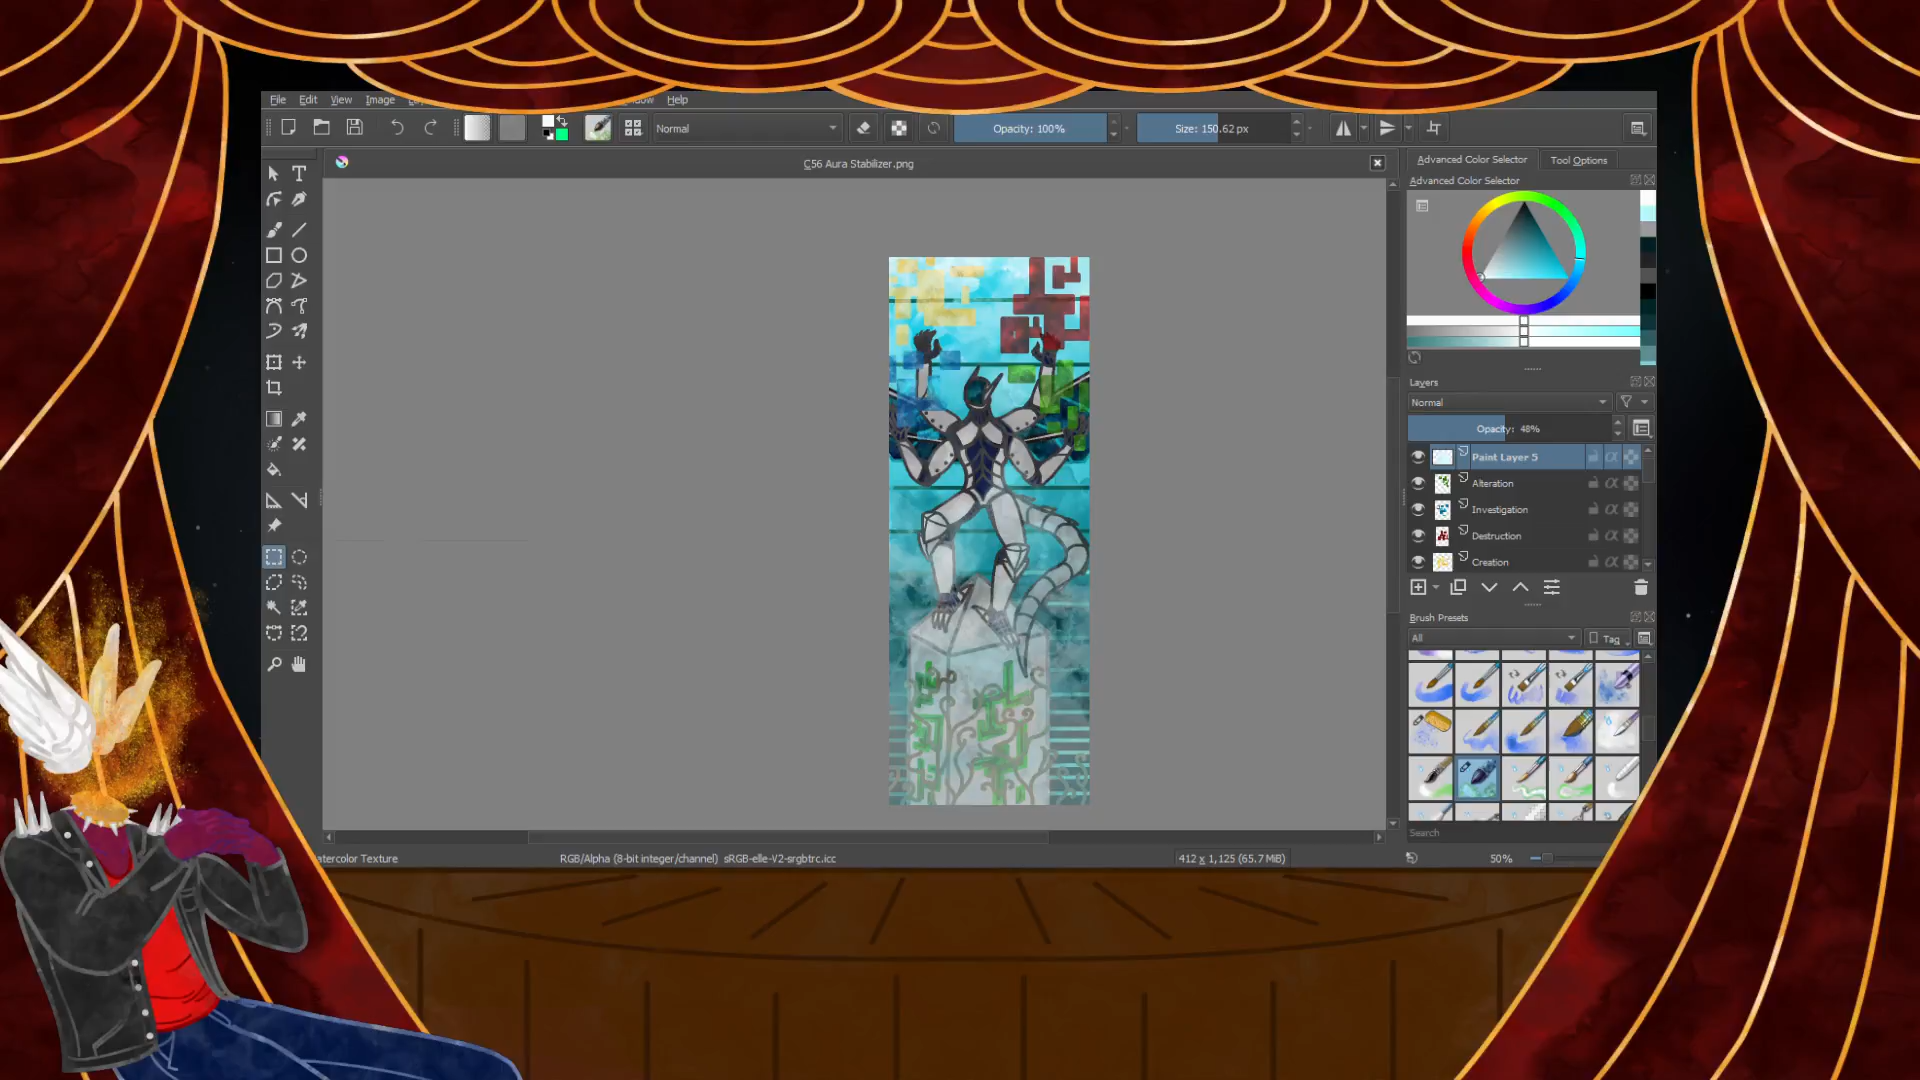 File Edit View Image Help
Normal
Opacity: 100%
Size: 150.62 px
C56 Aura Stabilizer.png
Advanced Color Selector Tool Options
Advanced Color Selector
Layers
Normal
Opacity: 48%
Paint Layer 5
Alteration
Investigation
Destruction
Creation
Brush Presets
All Tag
Search
Texture RGB/Alpha (8-bit integer/channel) sRGB-elle-V2-srgbtrc.icc 412 x 1,125 (65.7 MiB) 50%